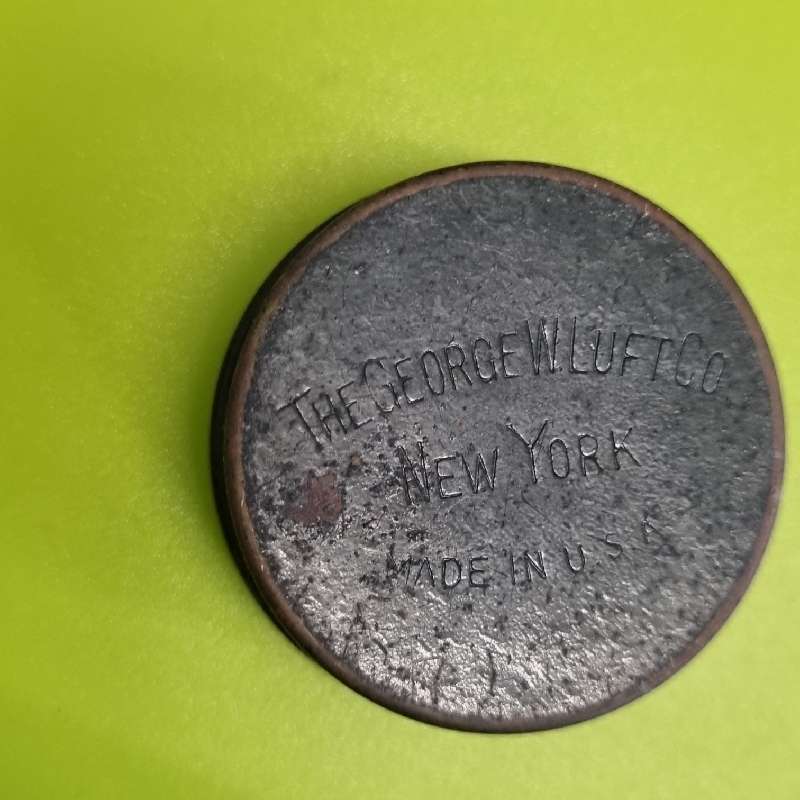 THE GEORGE W. LUFT CO.
NEW YORK
MADE IN U.S.A.